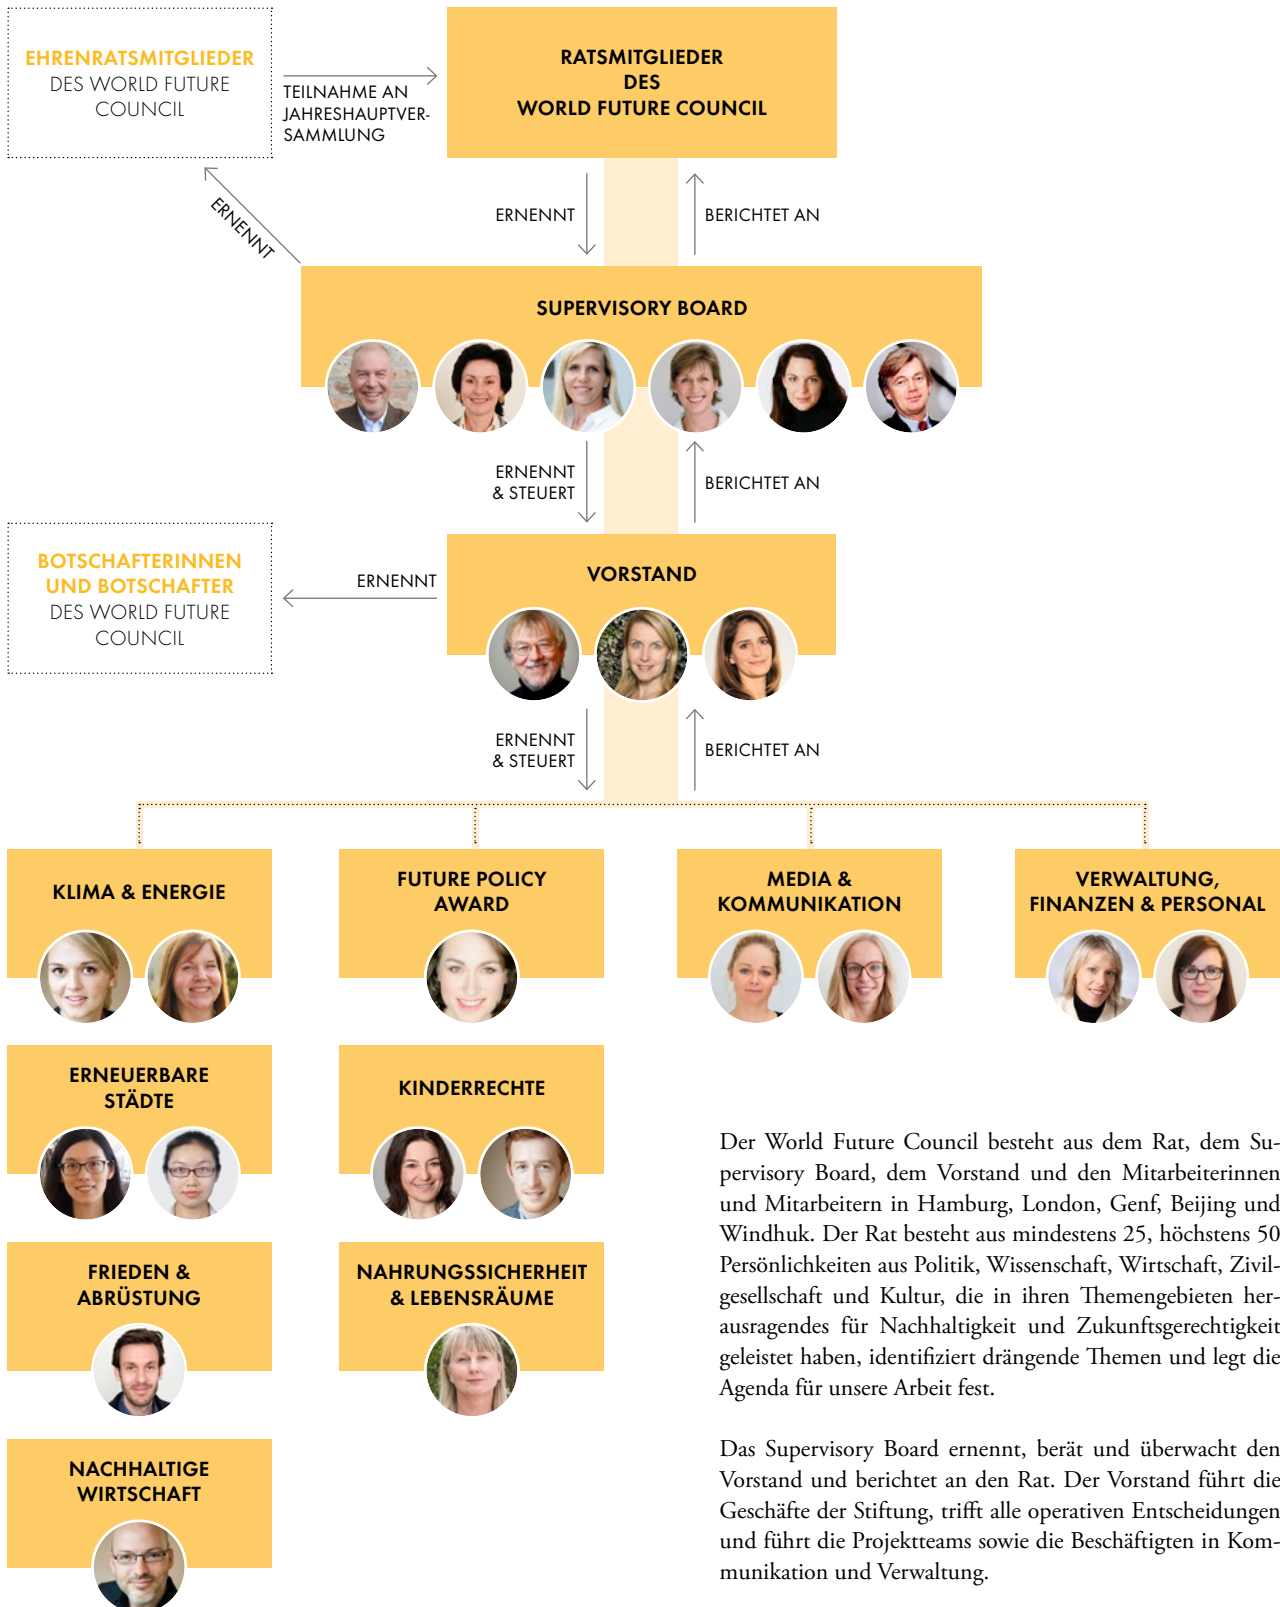 EHRENRATSMITGLIEDER
DES WORLD FUTURE
COUNCIL
TEILNAHME AN
JAHRESHAUPTVER-
SAMMLUNG
RATSMITGLIEDER
DES
WORLD FUTURE COUNCIL
ERNENNT
ERNENNT
BERICHTET AN
SUPERVISORY BOARD
ERNENNT
& STEUERT
BERICHTET AN
BOTSCHAFTERINNEN
UND BOTSCHAFTER
DES WORLD FUTURE
COUNCIL
ERNENNT
VORSTAND
ERNENNT
& STEUERT
BERICHTET AN
KLIMA & ENERGIE
FUTURE POLICY
AWARD
MEDIA &
KOMMUNIKATION
VERWALTUNG,
FINANZEN & PERSONAL
ERNEUERBARE
STÄDTE
KINDERRECHTE
FRIEDEN &
ABRÜSTUNG
NAHRUNGSSICHERHEIT
& LEBENSRÄUME
NACHHALTIGE
WIRTSCHAFT
Der World Future Council besteht aus dem Rat, dem Su-
pervisory Board, dem Vorstand und den Mitarbeiterinnen
und Mitarbeitern in Hamburg, London, Genf, Beijing und
Windhuk. Der Rat besteht aus mindestens 25, höchstens 50
Persönlichkeiten aus Politik, Wissenschaft, Wirtschaft, Zivil-
gesellschaft und Kultur, die in ihren Themengebieten her-
ausragendes für Nachhaltigkeit und Zukunftsgerechtigkeit
geleistet haben, identifiziert drängende Themen und legt die
Agenda für unsere Arbeit fest.
Das Supervisory Board ernennt, berät und überwacht den
Vorstand und berichtet an den Rat. Der Vorstand führt die
Geschäfte der Stiftung, trifft alle operativen Entscheidungen
und führt die Projektteams sowie die Beschäftigten in Kom-
munikation und Verwaltung.